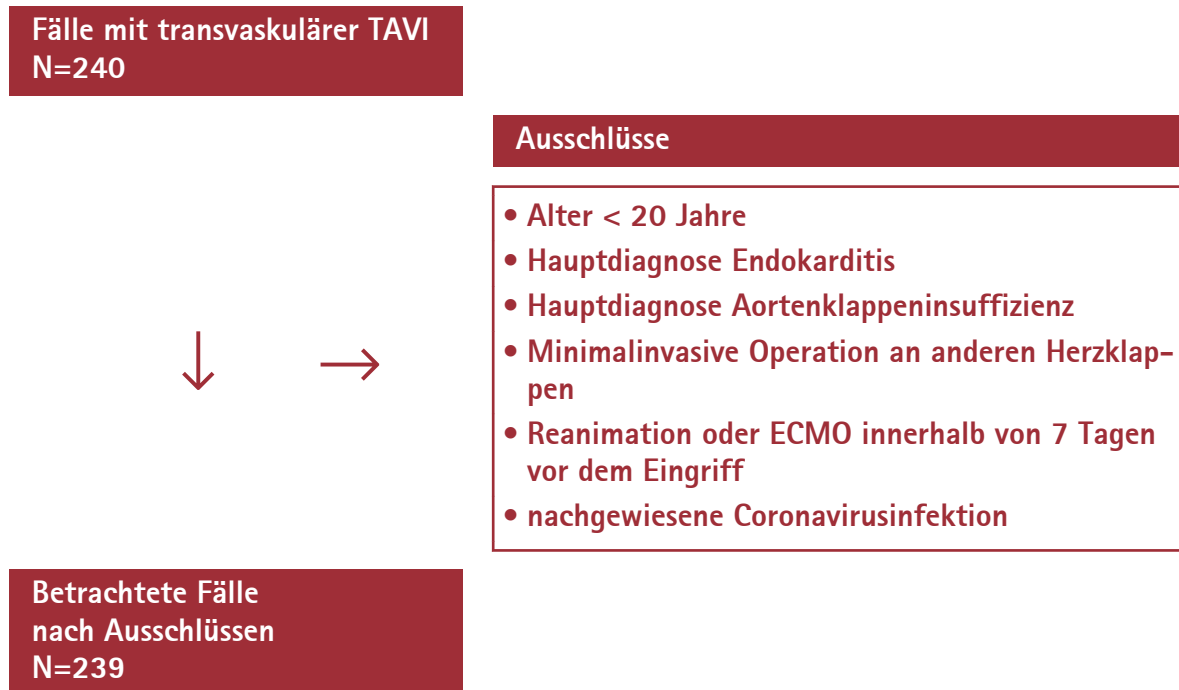 Fälle mit transvaskulärer TAVI
N=240
Ausschlüsse
• Alter < 20 Jahre
• Hauptdiagnose Endokarditis
• Hauptdiagnose Aortenklappeninsuffizienz
• Minimalinvasive Operation an anderen Herzklap-
pen
• Reanimation oder ECMO innerhalb von 7 Tagen
vor dem Eingriff
• nachgewiesene Coronavirusinfektion
Betrachtete Fälle
nach Ausschlüssen
N=239